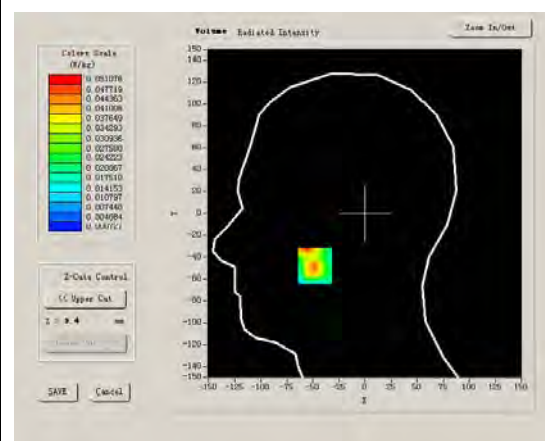 Volume Radiated Intensity
Zoom In/Out
Colors Scale
(W/kg)
0.051076
0.047719
0.044363
0.041006
0.037649
0.034293
0.030936
0.027580
0.024223
0.020867
0.017510
0.014153
0.010797
0.007440
0.004084
Z-Cuts Control
<< Upper Cut
mm
SAVE
Cancel
150
140
120
100
80
60
40
20
0
-20
-40
-60
-80
-100
-120
-140
-150
Y
-150 -125 -100 -75 -50 -25 0 25 50 75 100 125 150
X